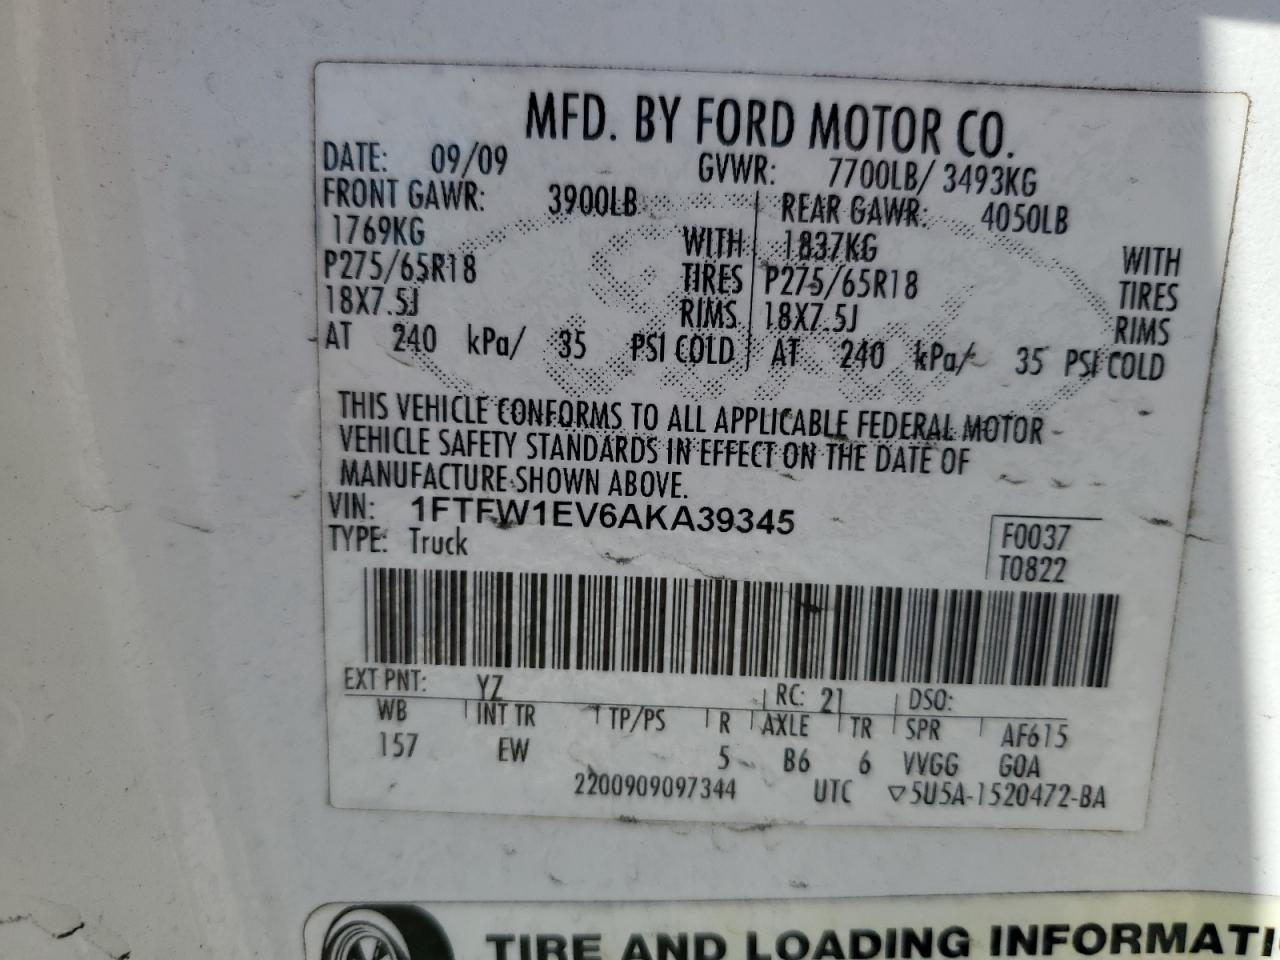 MFD. BY FORD MOTOR CO.
DATE: 09/09 GVWR: 7700LB/ 3493KG
FRONT GAWR: 3900LB REAR GAWR: 4050LB
1769KG WITH 1837KG WITH
P275/65R18 TIRES P275/65R18 TIRES
18X7.5J RIMS 18X7.5J RIMS
AT 240 kPa/ 35 PSI COLD AT 240 kPa/ 35 PSI COLD
THIS VEHICLE CONFORMS TO ALL APPLICABLE FEDERAL MOTOR
VEHICLE SAFETY STANDARDS IN EFFECT ON THE DATE OF
MANUFACTURE SHOWN ABOVE.
VIN: 1FTFW1EV6AKA39345
TYPE: Truck
F0037
T0822
EXT PNT: YZ RC: 21 DSO:
WB INT TR TP/PS R AXLE TR SPR AF615
157 EW 5 B6 6 VVGG G0A
2200909097344 UTC ▽5U5A-1520472-BA
TIRE AND LOADING INFORMATI